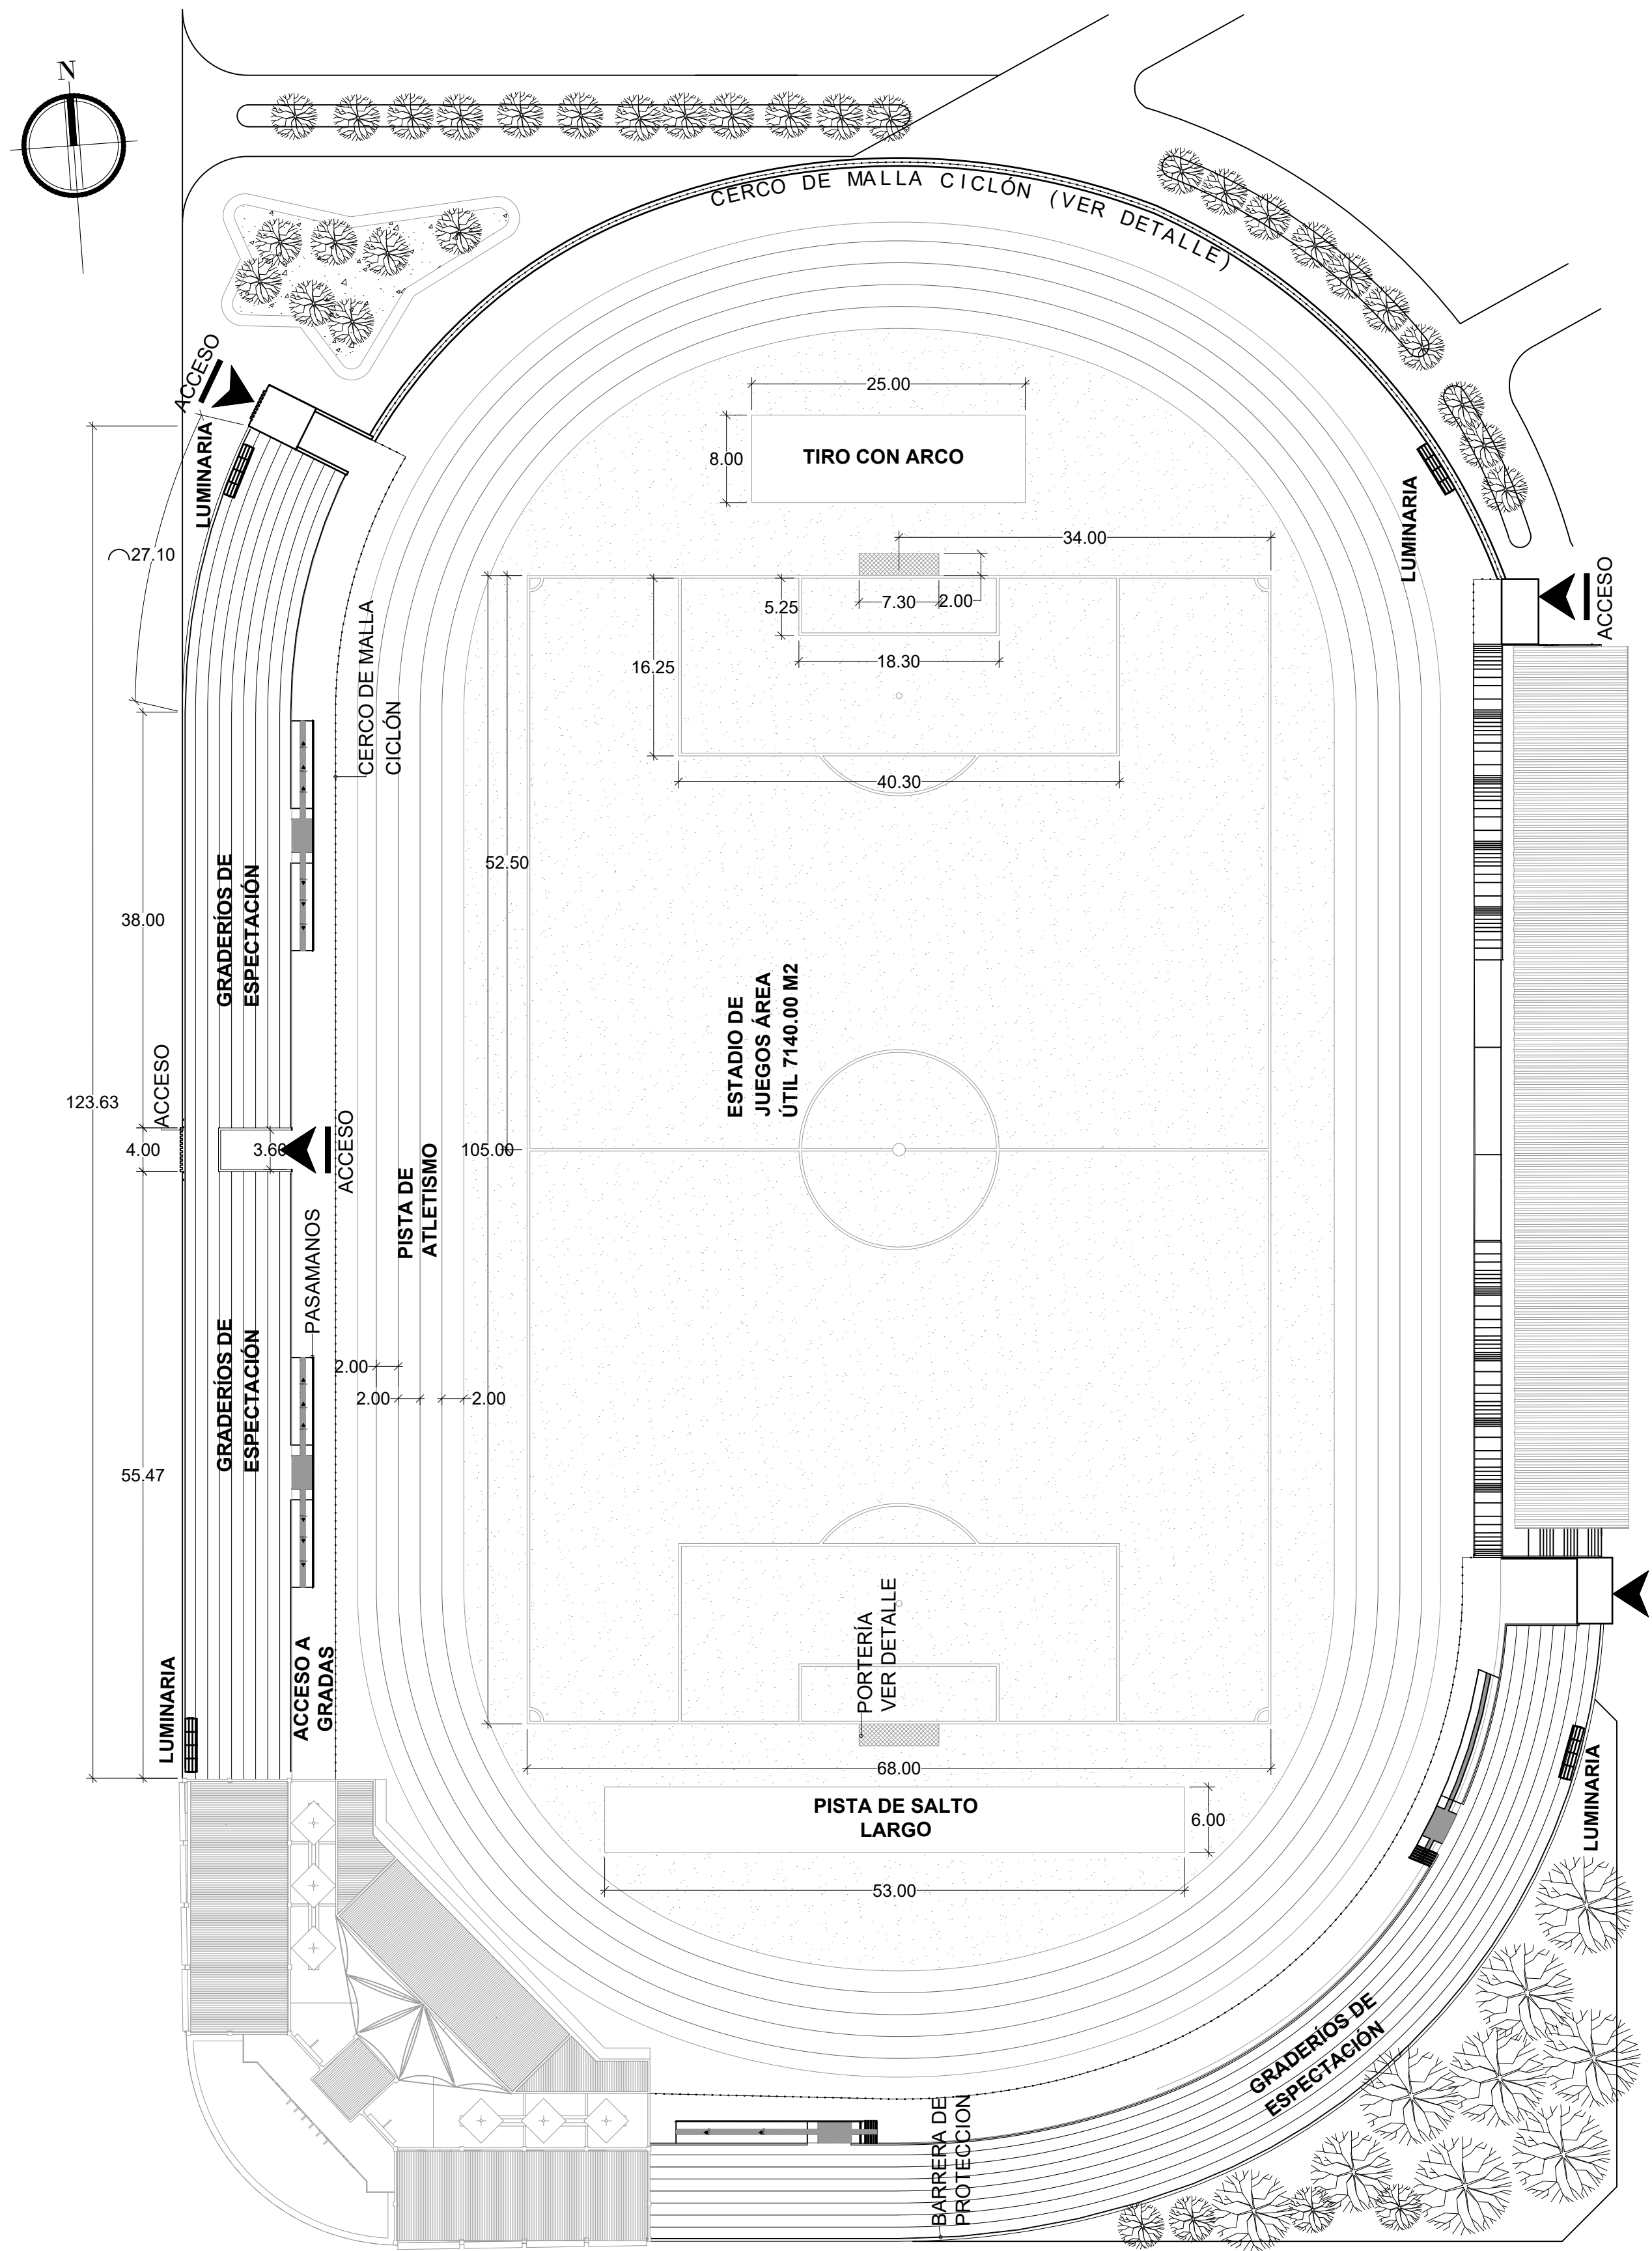 N
CERCO DE MALLA CICLÓN (VER DETALLE)
ACCESO
LUMINARIA
27.10
25.00
8.00
TIRO CON ARCO
34.00
LUMINARIA
ACCESO
5.25
7.30
2.00
18.30
16.25
40.30
CERCO DE MALLA
CICLÓN
52.50
38.00
GRADERÍOS DE
ESPECTACIÓN
ESTADIO DE
JUEGOS ÁREA
ÚTIL 7140.00 M2
ACCESO
123.63
4.00
3.60
ACCESO
105.00
PISTA DE
ATLETISMO
PASAMANOS
GRADERÍOS DE
ESPECTACIÓN
2.00
2.00
2.00
55.47
ACCESO A
GRADAS
LUMINARIA
PORTERÍA
VER DETALLE
68.00
PISTA DE SALTO
LARGO
6.00
53.00
LUMINARIA
GRADERÍOS DE
ESPECTACIÓN
BARRERA DE
PROTECCION